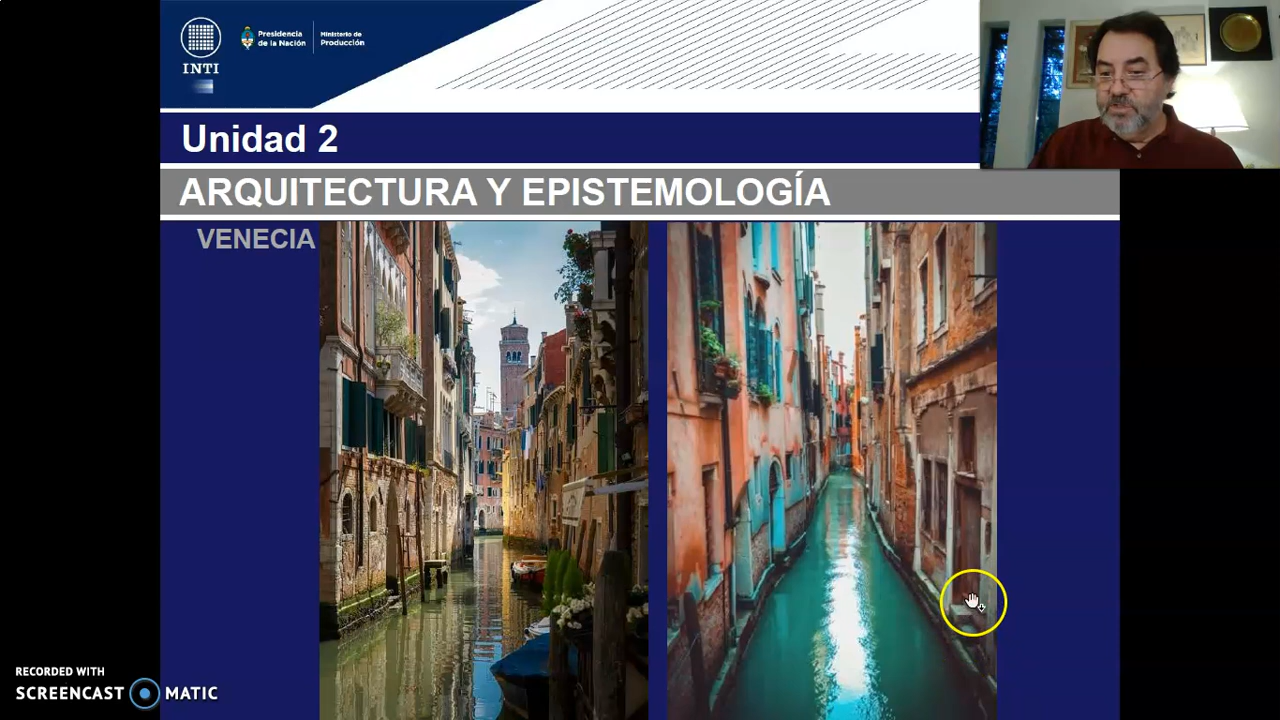 INTI
Presidencia
de la Nación
Ministerio de
Producción
Unidad 2
ARQUITECTURA Y EPISTEMOLOGÍA
VENECIA
RECORDED WITH
SCREENCAST MATIC